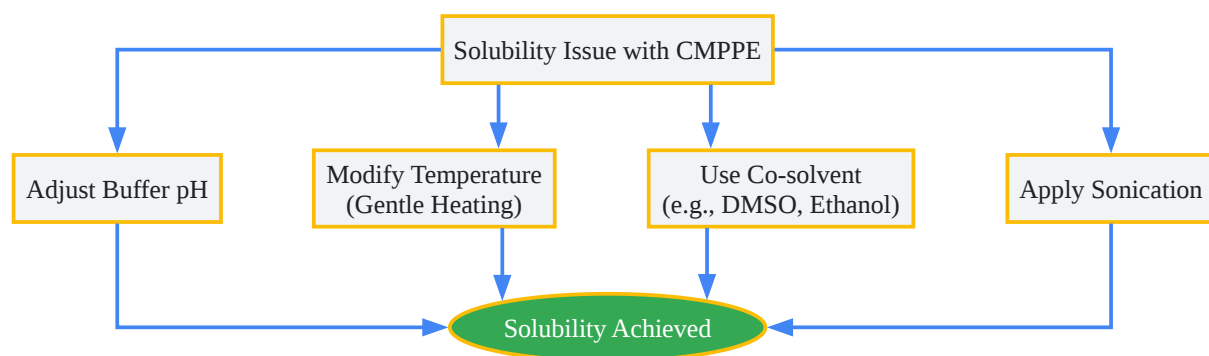 Solubility Issue with CMPPE
Adjust Buffer pH
Modify Temperature
(Gentle Heating)
Use Co-solvent
(e.g., DMSO, Ethanol)
Apply Sonication
Solubility Achieved